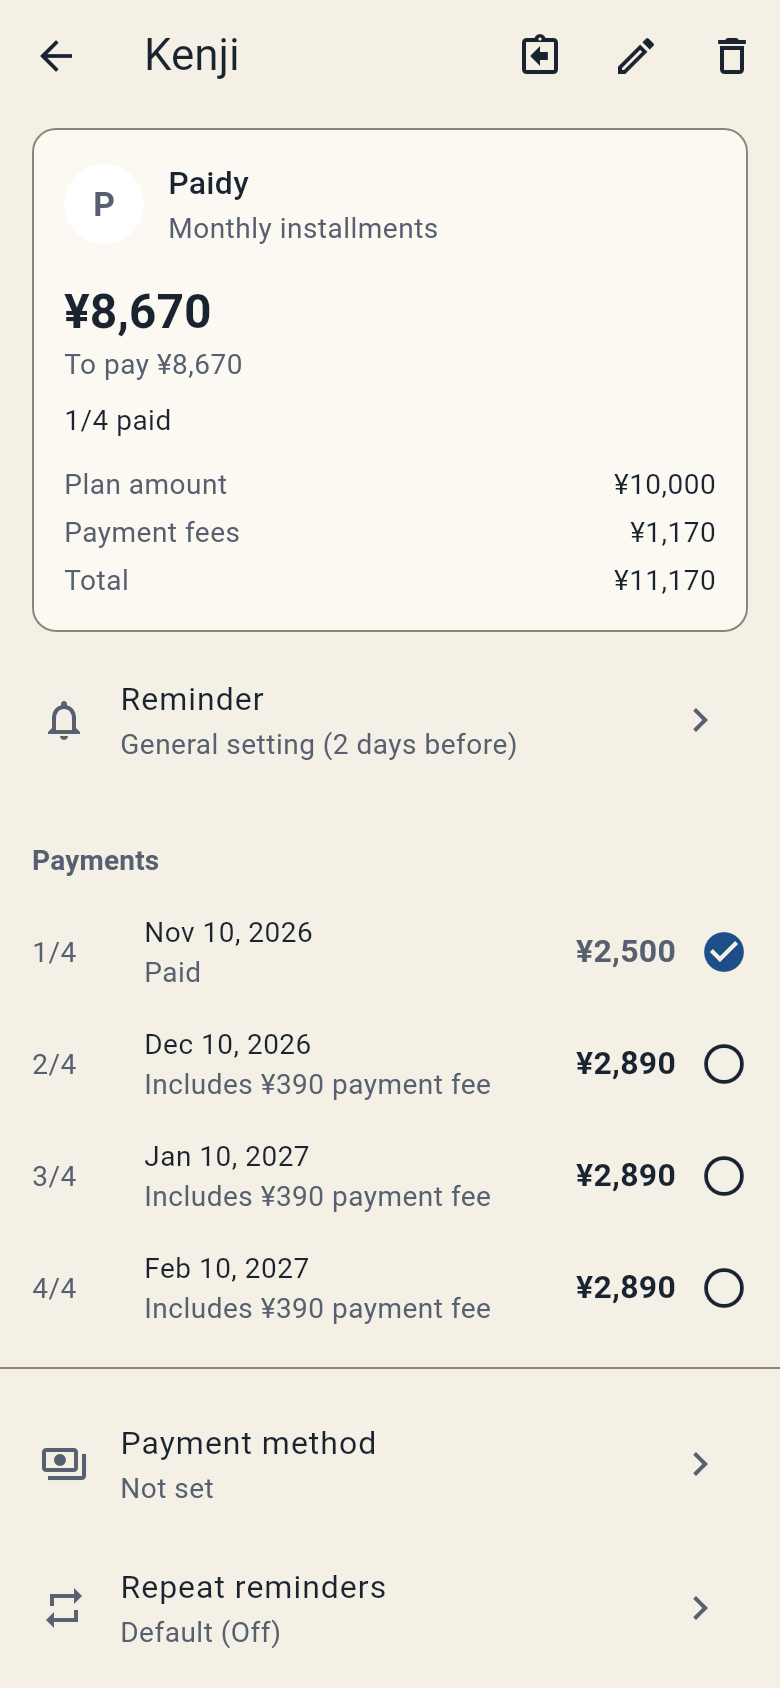 Kenji
P
Paidy
Monthly installments
¥8,670
To pay ¥8,670
1/4 paid
Plan amount ¥10,000
Payment fees ¥1,170
Total ¥11,170
Reminder
General setting (2 days before)
Payments
1/4 Nov 10, 2026 ¥2,500
Paid
2/4 Dec 10, 2026 ¥2,890
Includes ¥390 payment fee
3/4 Jan 10, 2027 ¥2,890
Includes ¥390 payment fee
4/4 Feb 10, 2027 ¥2,890
Includes ¥390 payment fee
Payment method
Not set
Repeat reminders
Default (Off)